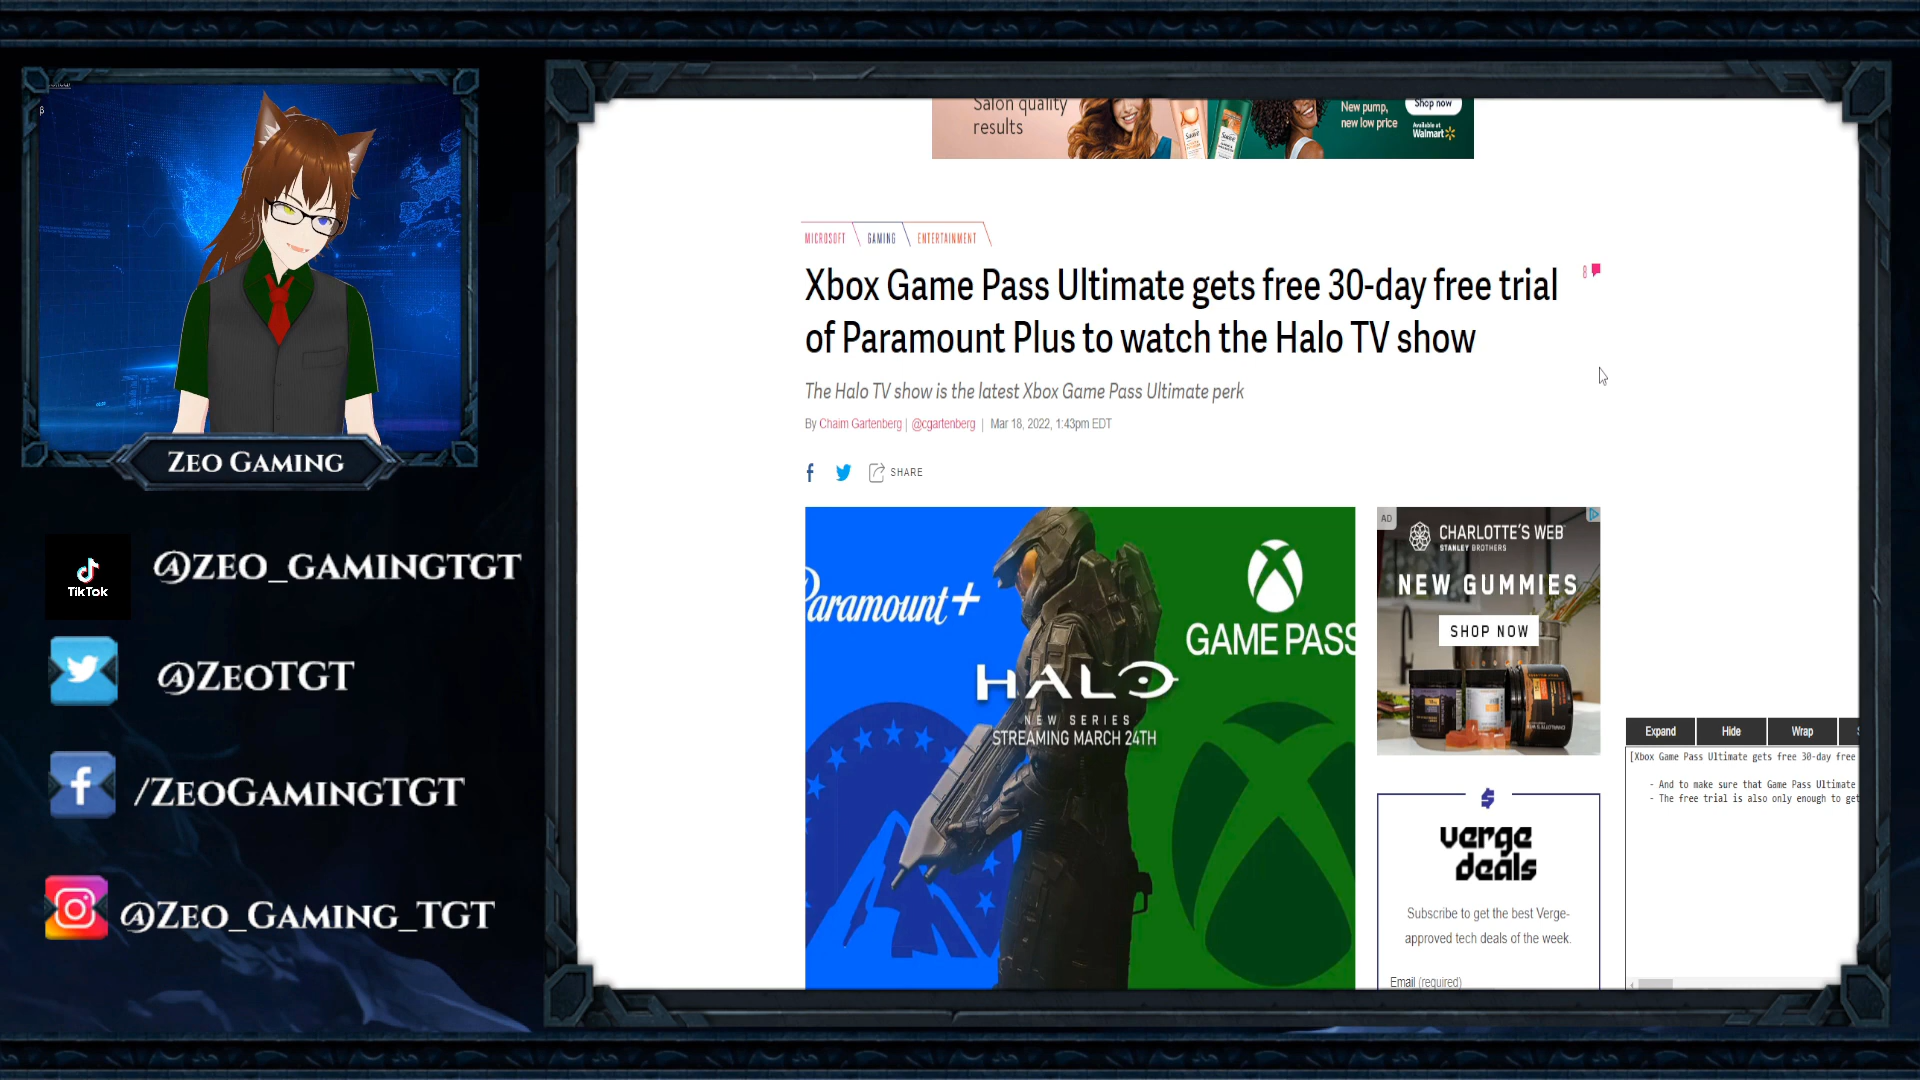 Zeo Gaming
TikTok
@Zeo_GamingTGT
@ZeoTGT
/ZeoGamingTGT
@Zeo_Gaming_TGT
Salon quality
results
New pump,
new low price
Shop now
Available at
Walmart
MICROSOFT
GAMING
ENTERTAINMENT
Xbox Game Pass Ultimate gets free 30-day free trial
of Paramount Plus to watch the Halo TV show
8
The Halo TV show is the latest Xbox Game Pass Ultimate perk
By Chaim Gartenberg | @cgartenberg | Mar 18, 2022, 1:43pm EDT
SHARE
Paramount+
GAME PASS
HALO
NEW SERIES
STREAMING MARCH 24TH
AD
CHARLOTTE'S WEB
STANLEY BROTHERS
NEW GUMMIES
SHOP NOW
verge
deals
Subscribe to get the best Verge-
approved tech deals of the week.
Email (required)
Expand Hide Wrap
[Xbox Game Pass Ultimate gets free 30-day free
- And to make sure that Game Pass Ultimate
- The free trial is also only enough to get